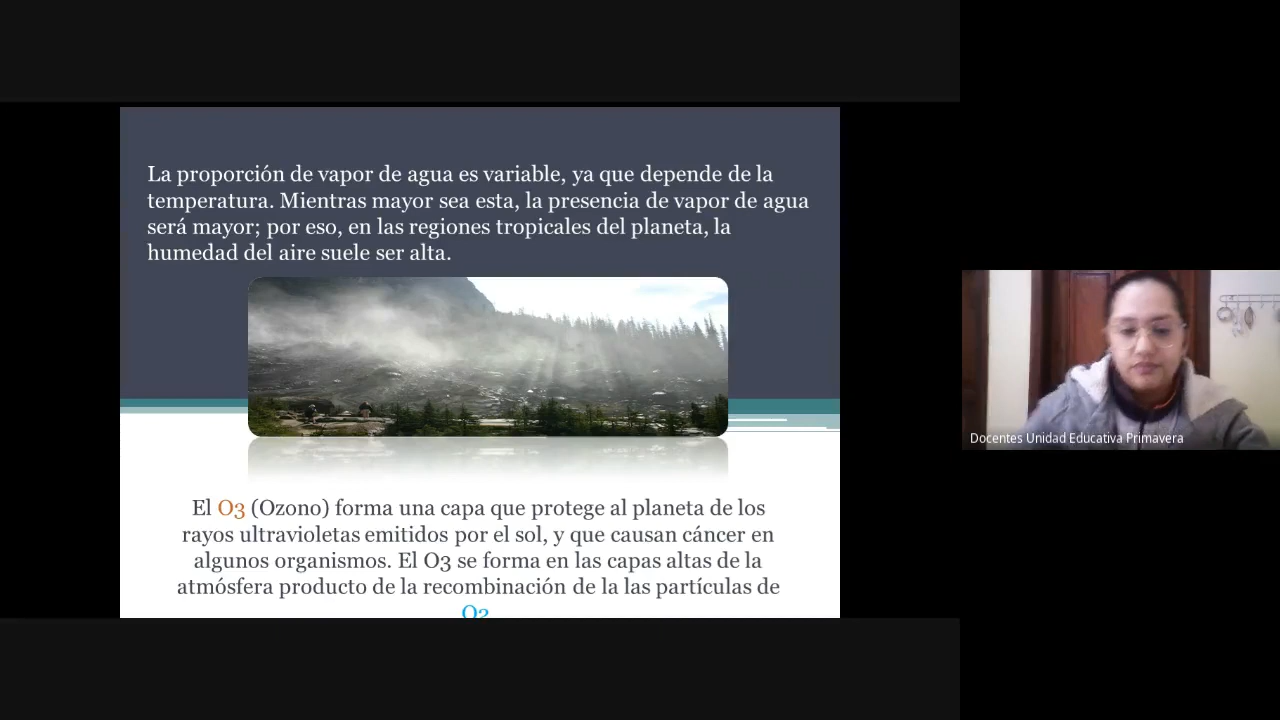 La proporción de vapor de agua es variable, ya que depende de la
temperatura. Mientras mayor sea esta, la presencia de vapor de agua
será mayor; por eso, en las regiones tropicales del planeta, la
humedad del aire suele ser alta.
El O3 (Ozono) forma una capa que protege al planeta de los
rayos ultravioletas emitidos por el sol, y que causan cáncer en
algunos organismos. El O3 se forma en las capas altas de la
atmósfera producto de la recombinación de la las partículas de
O2
Docentes Unidad Educativa Primavera